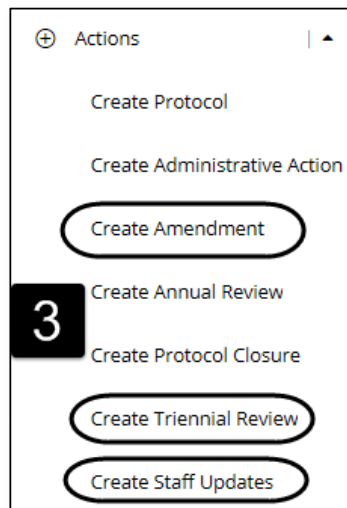 Actions
Create Protocol
Create Administrative Action
Create Amendment
Create Annual Review
3
Create Protocol Closure
Create Triennial Review
Create Staff Updates